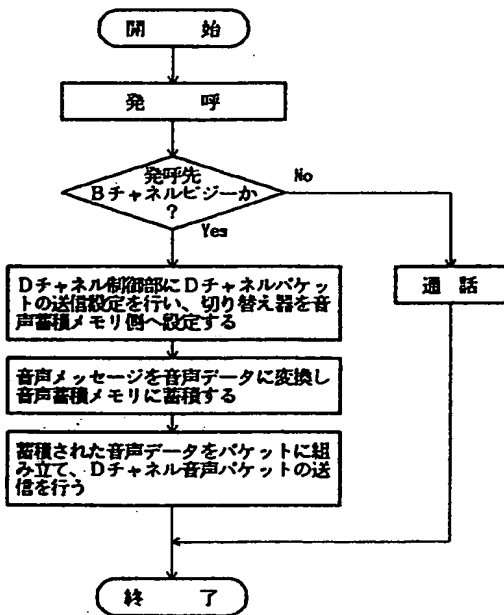 開 始
発 呼
発呼先
Bチャネルビジーか
?
No
Yes
Dチャネル制御部にDチャネルパケッ
トの送信設定を行い、切り替え器を音
声蓄積メモリ側へ設定する
通 話
音声メッセージを音声データに変換し
音声蓄積メモリに蓄積する
蓄積された音声データをパケットに組
み立て、Dチャネル音声パケットの送
信を行う
終 了